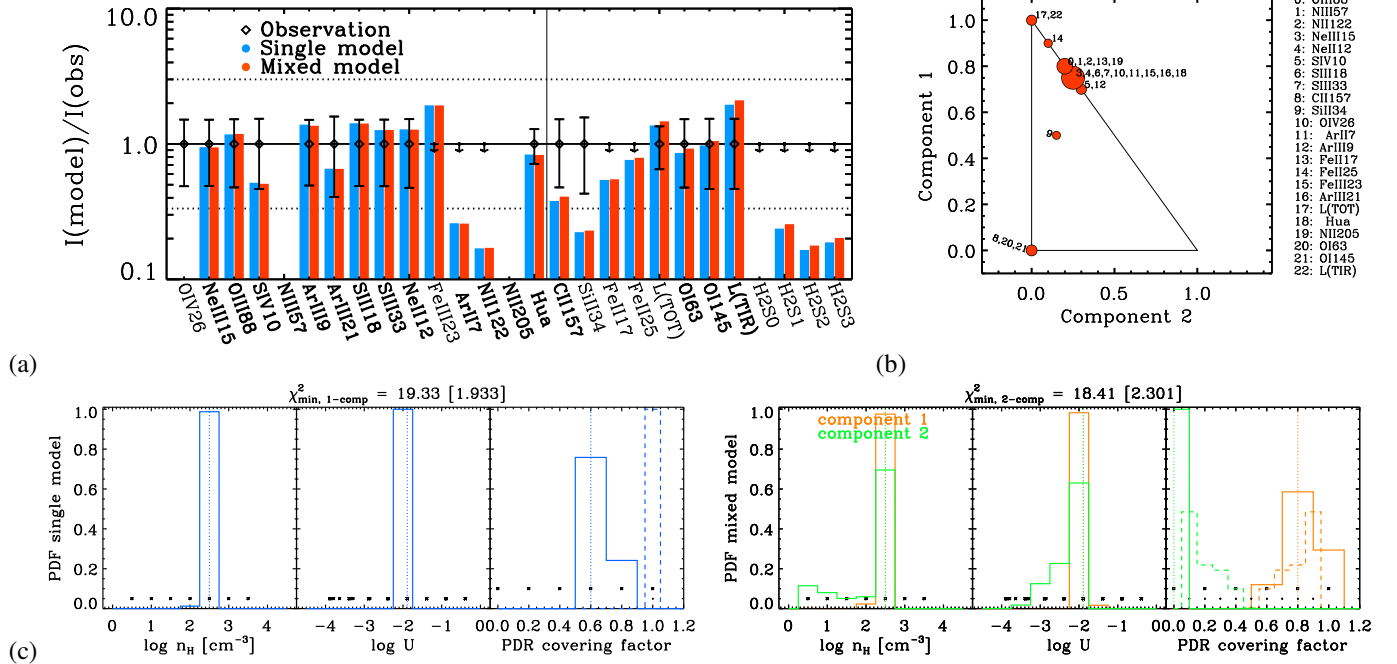 10.0
1.0
0.1
I(model)/I(obs)
Observation
Single model
Mixed model
OIV26
NeIII15
OIII88
SIV10
NIII57
ArIII9
ArIII21
SIII18
SIII33
NeII12
FeIII23
ArII7
NII122
NII205
Hua
CII157
SiII34
FeII17
FeII25
L(TOT)
OI63
OI145
L(TIR)
H2S0
H2S1
H2S2
H2S3
(a)
Component 1
1.0
0.8
0.6
0.4
0.2
0.0
17,22
14
0,1,2,13,19
3,4,6,7,10,11,15,16,18
5,12
9
8,20,21
0.0 0.5 1.0
Component 2
1: NIII57
2: NII122
3: NeIII15
4: NeII12
5: SIV10
6: SIII18
7: SIII33
8: CII157
9: SiII34
10: OIV26
11: ArII7
12: ArIII9
13: FeII17
14: FeII25
15: FeIII23
16: ArIII21
17: L(TOT)
18: Hua
19: NII205
20: OI63
21: OI145
22: L(TIR)
(b)
χ²min, 1-comp = 19.33 [1.933]
PDF single model
1.0
0.8
0.6
0.4
0.2
0.0
0 1 2 3 4
log nH [cm⁻³]
-4 -3 -2 -1 0
log U
0.0 0.2 0.4 0.6 0.8 1.0 1.2
PDR covering factor
χ²min, 2-comp = 18.41 [2.301]
component 1
component 2
PDF mixed model
1.0
0.8
0.6
0.4
0.2
0.0
0 1 2 3 4
log nH [cm⁻³]
-4 -3 -2 -1 0
log U
0.0 0.2 0.4 0.6 0.8 1.0 1.2
PDR covering factor
(c)